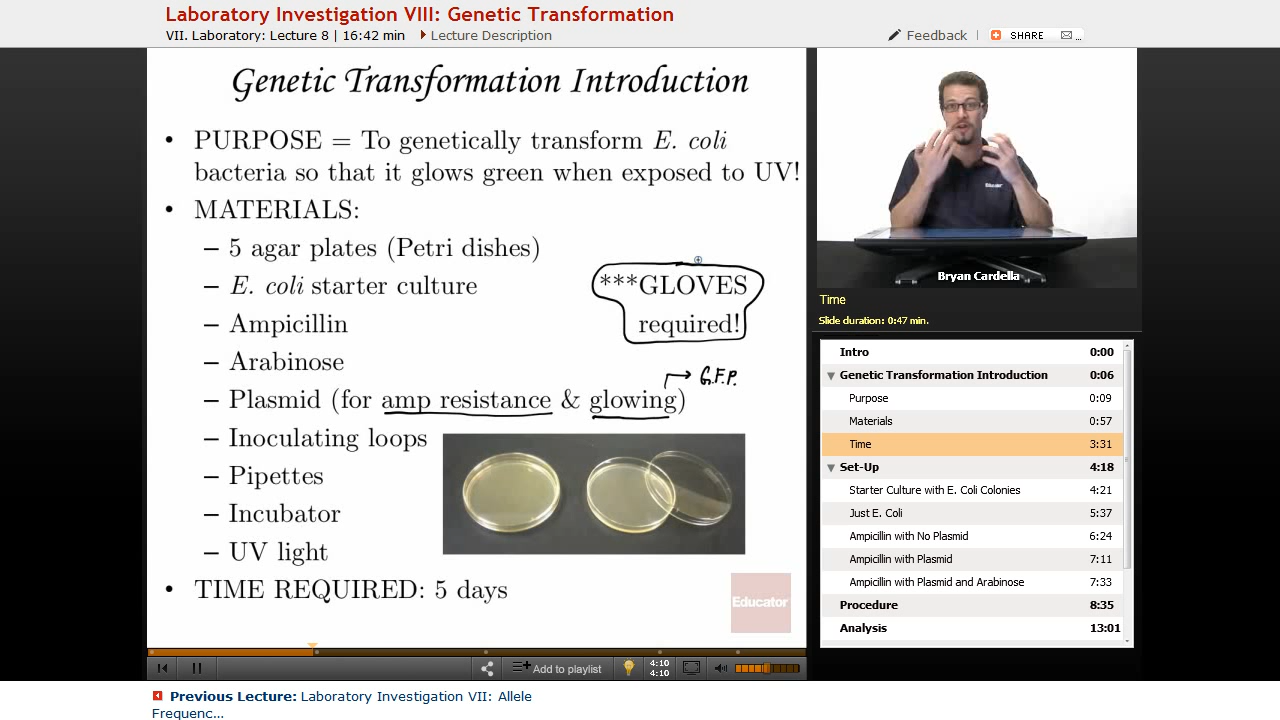 Laboratory Investigation VIII: Genetic Transformation
VII. Laboratory: Lecture 8 | 16:42 min
Lecture Description
Feedback
SHARE
Genetic Transformation Introduction
• PURPOSE = To genetically transform E. coli
bacteria so that it glows green when exposed to UV!
• MATERIALS:
– 5 agar plates (Petri dishes)
– E. coli starter culture
***GLOVES
required!
– Ampicillin
– Arabinose
G.F.P.
– Plasmid (for amp resistance & glowing)
– Inoculating loops
– Pipettes
– Incubator
– UV light
• TIME REQUIRED: 5 days
Educator
Educator
Bryan Cardella
Time
Slide duration: 0:47 min.
Intro 0:00
Genetic Transformation Introduction 0:06
Purpose 0:09
Materials 0:57
Time 3:31
Set-Up 4:18
Starter Culture with E. Coli Colonies 4:21
Just E. Coli 5:37
Ampicillin with No Plasmid 6:24
Ampicillin with Plasmid 7:11
Ampicillin with Plasmid and Arabinose 7:33
Procedure 8:35
Analysis 13:01
Add to playlist
4:10
4:10
Previous Lecture: Laboratory Investigation VII: Allele
Frequenc...